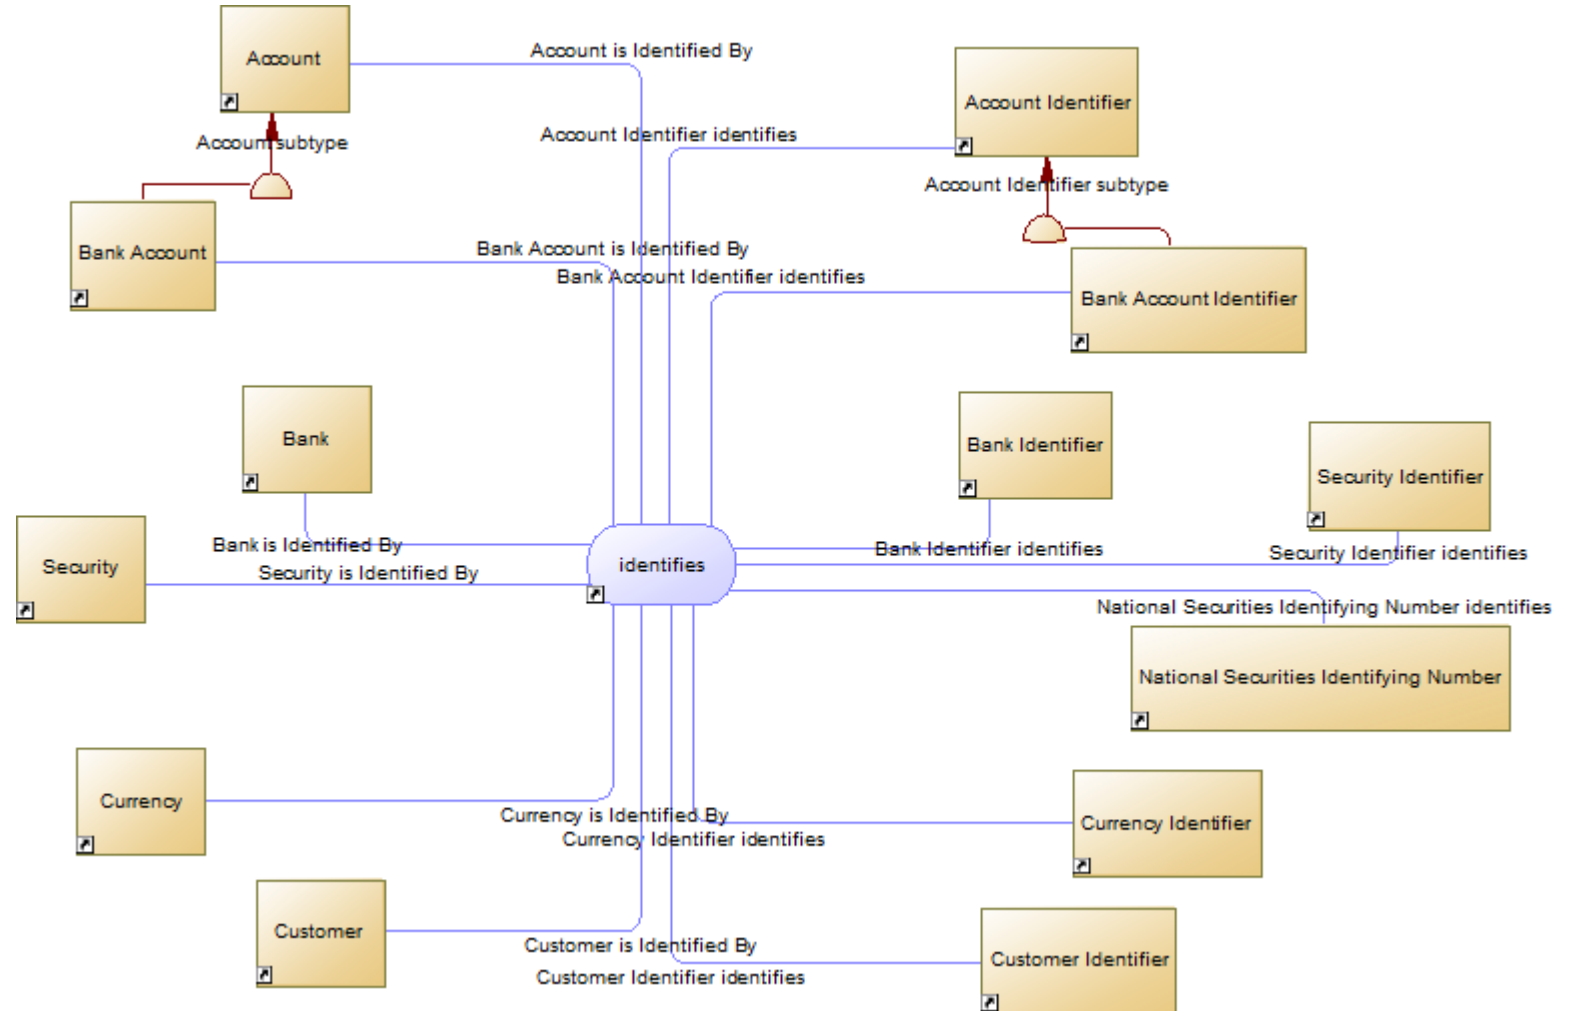 Account
Account is Identified By
Account Identifier
Account Identifier identifies
Account subtype
Account Identifier subtype
Bank Account
Bank Account is Identified By
Bank Account Identifier identifies
Bank Account Identifier
Bank
Bank Identifier
Security Identifier
Bank is Identified By
Bank Identifier identifies
Security Identifier identifies
Security
Security is Identified By
identifies
National Securities Identifying Number identifies
National Securities Identifying Number
Currency
Currency is Identified By
Currency Identifier
Currency Identifier identifies
Customer
Customer is Identified By
Customer Identifier
Customer Identifier identifies